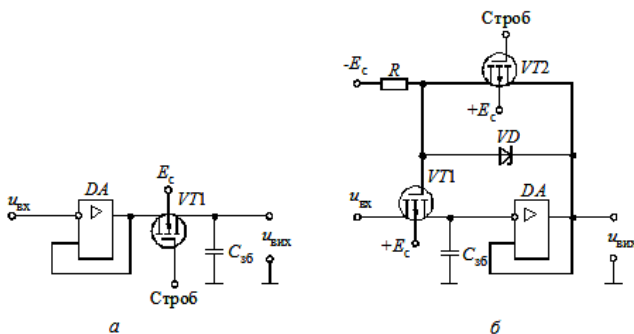 Строб
-Eс
R
VT2
+Eс
VD
Eс
DA
VT1
uвх
Cзб
uвих
Строб
uвх
VT1
DA
+Eс
Cзб
uвих
а
б